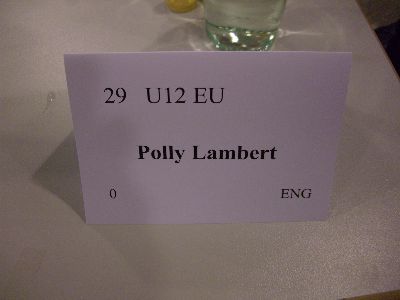 29 U12 EU
Polly Lambert
0 ENG